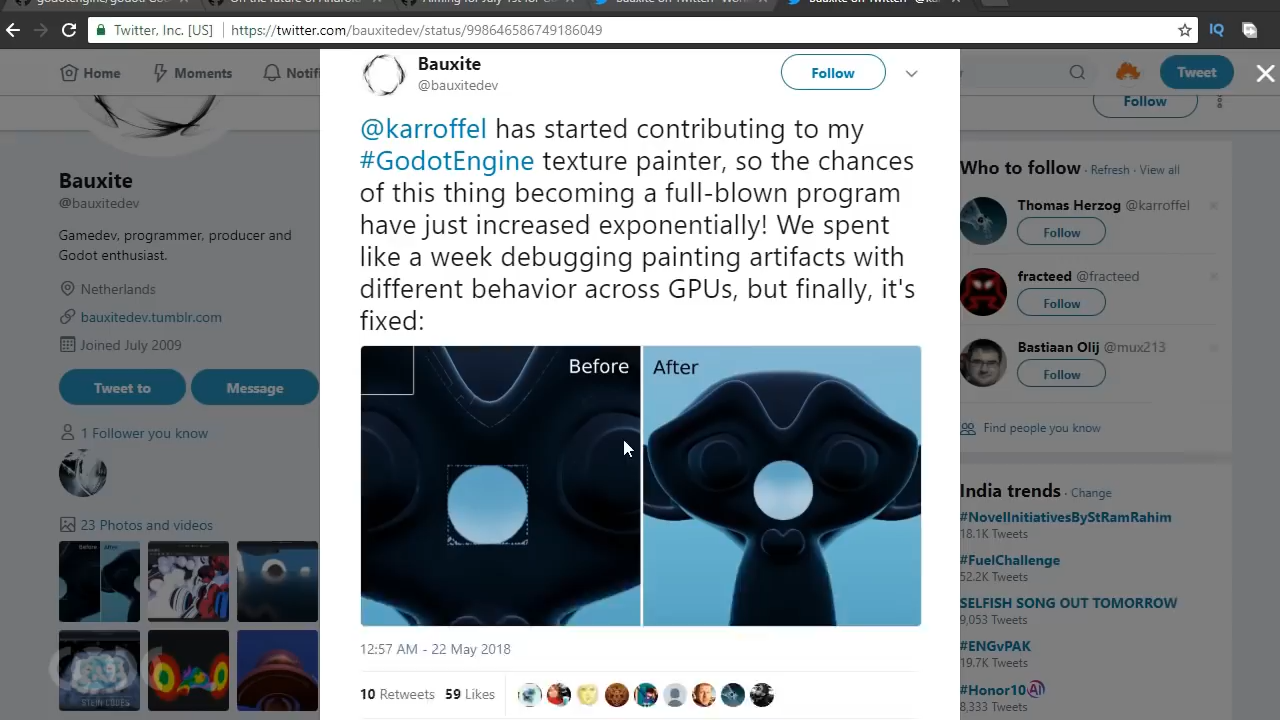 Twitter, Inc. [US]
https://twitter.com/bauxitedev/status/998646586749186049
Home
Moments
Notifi
Tweet
Follow
Bauxite
@bauxitedev
Gamedev, programmer, producer and
Godot enthusiast.
Netherlands
bauxitedev.tumblr.com
Joined July 2009
Tweet to
Message
1 Follower you know
23 Photos and videos
Bauxite
@bauxitedev
Follow
@karroffel has started contributing to my
#GodotEngine texture painter, so the chances
of this thing becoming a full-blown program
have just increased exponentially! We spent
like a week debugging painting artifacts with
different behavior across GPUs, but finally, it's
fixed:
Before
After
12:57 AM - 22 May 2018
10 Retweets 59 Likes
Who to follow · Refresh · View all
Thomas Herzog @karroffel
Follow
fracteed @fracteed
Follow
Bastiaan Olij @mux213
Follow
Find people you know
India trends · Change
#NovelInitiativesByStRamRahim
18.1K Tweets
#FuelChallenge
52.2K Tweets
SELFISH SONG OUT TOMORROW
9,053 Tweets
#ENGvPAK
19.7K Tweets
#Honor10
8,333 Tweets